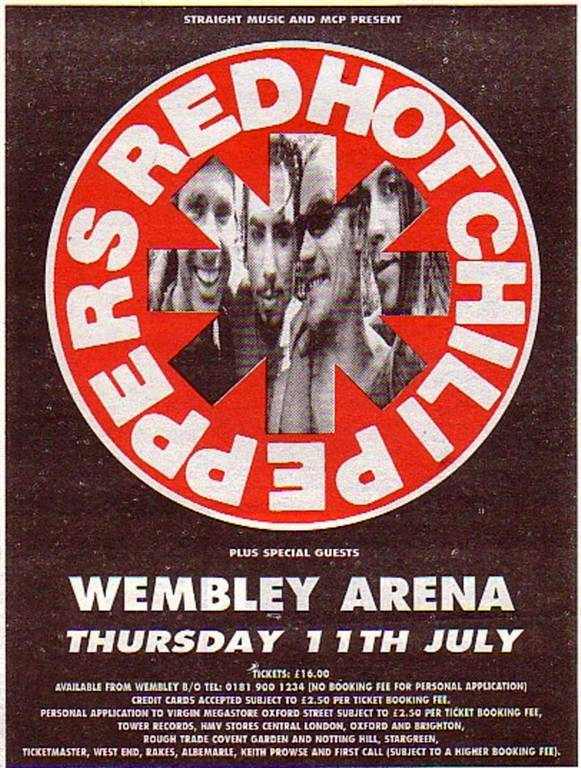 STRAIGHT MUSIC AND MCP PRESENT
RED HOT CHILI PEPPERS
PLUS SPECIAL GUESTS
WEMBLEY ARENA
THURSDAY 11TH JULY
TICKETS: £16.00
AVAILABLE FROM WEMBLEY B/O TEL: 0181 900 1234 (NO BOOKING FEE FOR PERSONAL APPLICATION)
CREDIT CARDS ACCEPTED SUBJECT TO £2.50 PER TICKET BOOKING FEE.
PERSONAL APPLICATION TO VIRGIN MEGASTORE OXFORD STREET SUBJECT TO £2.50 PER TICKET BOOKING FEE,
TOWER RECORDS, HMV STORES CENTRAL LONDON, OXFORD AND BRIGHTON,
ROUGH TRADE COVENT GARDEN AND NOTTING HILL, STARGREEN,
TICKETMASTER, WEST END, RAKES, ALBEMARLE, KEITH PROWSE AND FIRST CALL (SUBJECT TO A HIGHER BOOKING FEE).